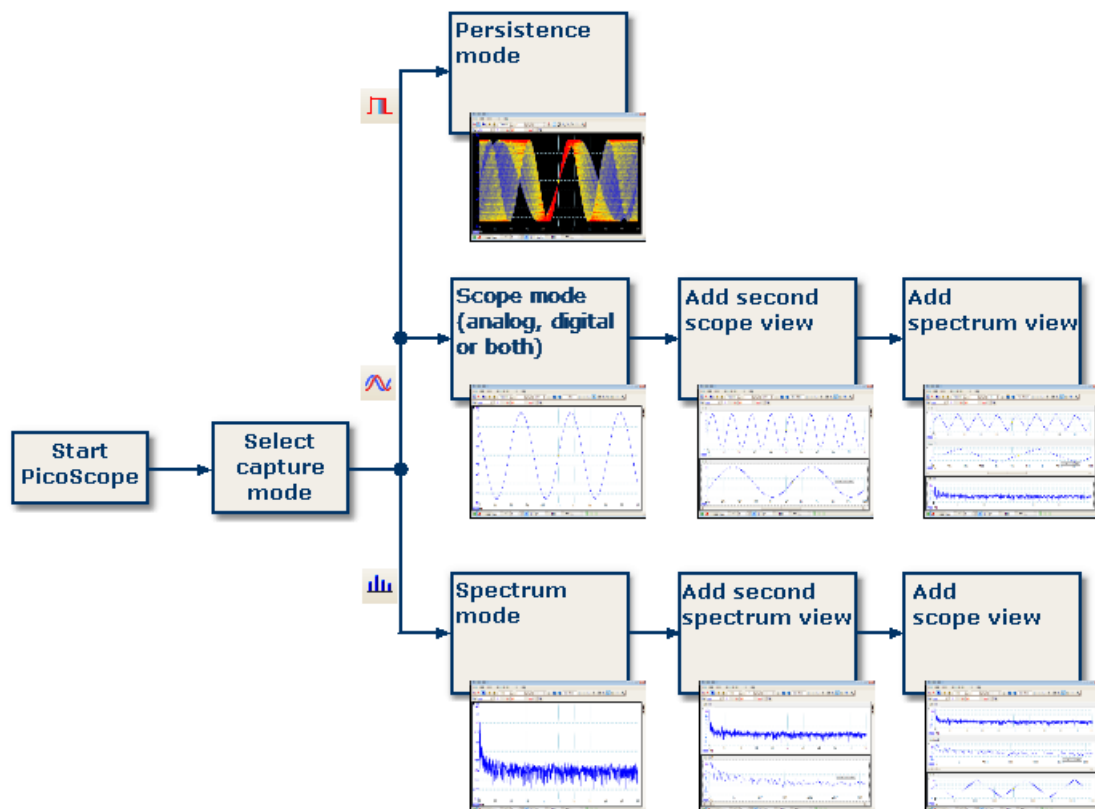 Persistence
mode
Scope mode
(analog, digital
or both)
Add second
scope view
Add
spectrum view
Start
PicoScope
Select
capture
mode
Spectrum
mode
Add second
spectrum view
Add
scope view